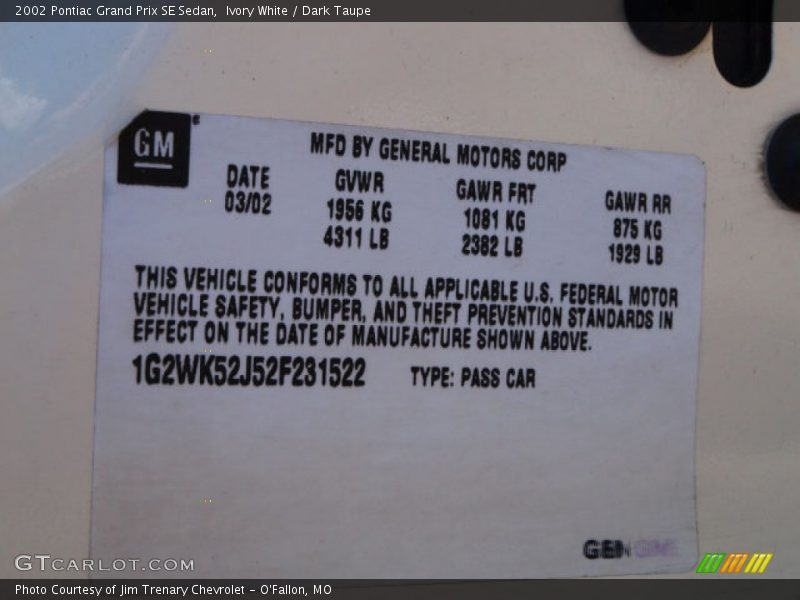 2002 Pontiac Grand Prix SE Sedan, Ivory White / Dark Taupe
GM
MFD BY GENERAL MOTORS CORP
DATE GVWR GAWR FRT GAWR RR
03/02 1956 KG 1081 KG 875 KG
4311 LB 2382 LB 1929 LB
THIS VEHICLE CONFORMS TO ALL APPLICABLE U.S. FEDERAL MOTOR
VEHICLE SAFETY, BUMPER, AND THEFT PREVENTION STANDARDS IN
EFFECT ON THE DATE OF MANUFACTURE SHOWN ABOVE.
1G2WK52J52F231522 TYPE: PASS CAR
GTCARLOT.COM
Photo Courtesy of Jim Trenary Chevrolet - O'Fallon, MO